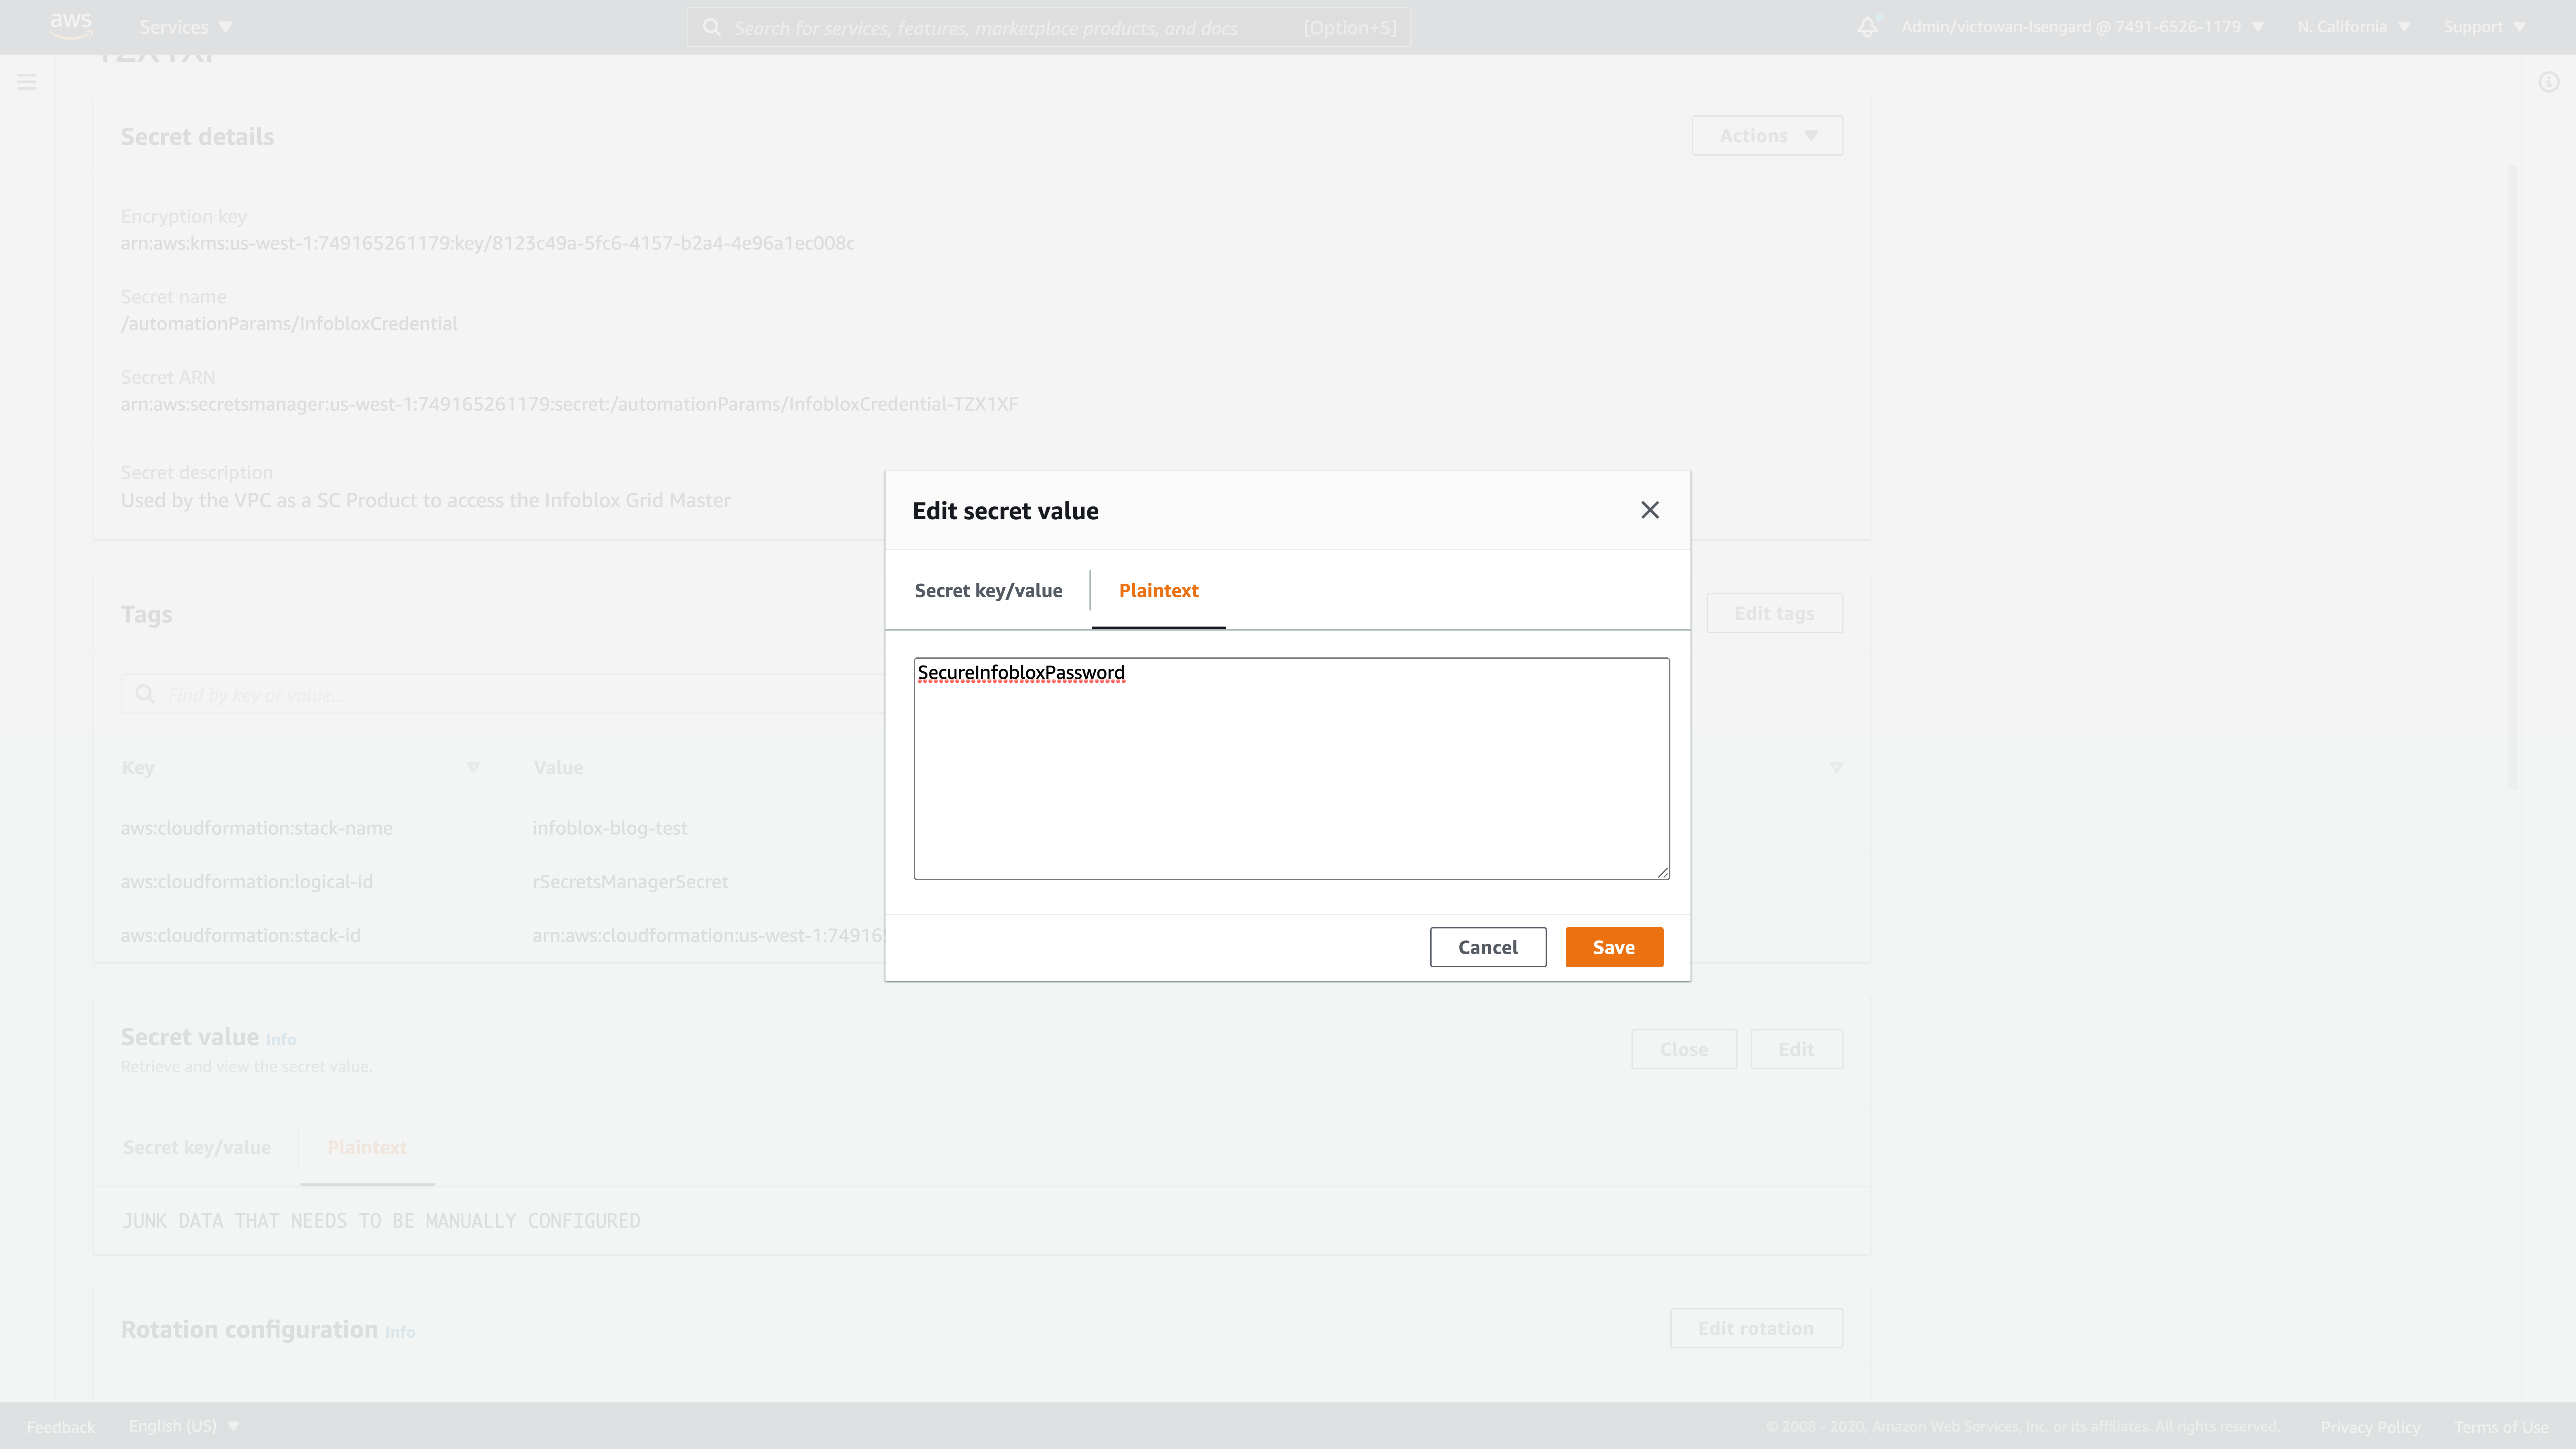 aws
Services
Search for services, features, marketplace products, and docs [Option+S]
Admin/victowan-Isengard @ 7491-6526-1179
N. California
Support
TZX1XF
Secret details
Actions
Encryption key
arn:aws:kms:us-west-1:749165261179:key/8123c49a-5fc6-4157-b2a4-4e96a1ec008c
Secret name
/automationParams/InfobloxCredential
Secret ARN
arn:aws:secretsmanager:us-west-1:749165261179:secret:/automationParams/InfobloxCredential-TZX1XF
Secret description
Used by the VPC as a SC Product to access the Infoblox Grid Master
Edit secret value
Secret key/value
Plaintext
SecureInfobloxPassword
Cancel
Save
Tags
Edit tags
Find by key or value...
Key Value
aws:cloudformation:stack-name infoblox-blog-test
aws:cloudformation:logical-id rSecretsManagerSecret
aws:cloudformation:stack-id arn:aws:cloudformation:us-west-1:74916
Secret value Info
Retrieve and view the secret value.
Close
Edit
Secret key/value
Plaintext
JUNK DATA THAT NEEDS TO BE MANUALLY CONFIGURED
Rotation configuration Info
Edit rotation
Feedback
English (US)
© 2008 - 2020, Amazon Web Services, Inc. or its affiliates. All rights reserved.
Privacy Policy
Terms of Use